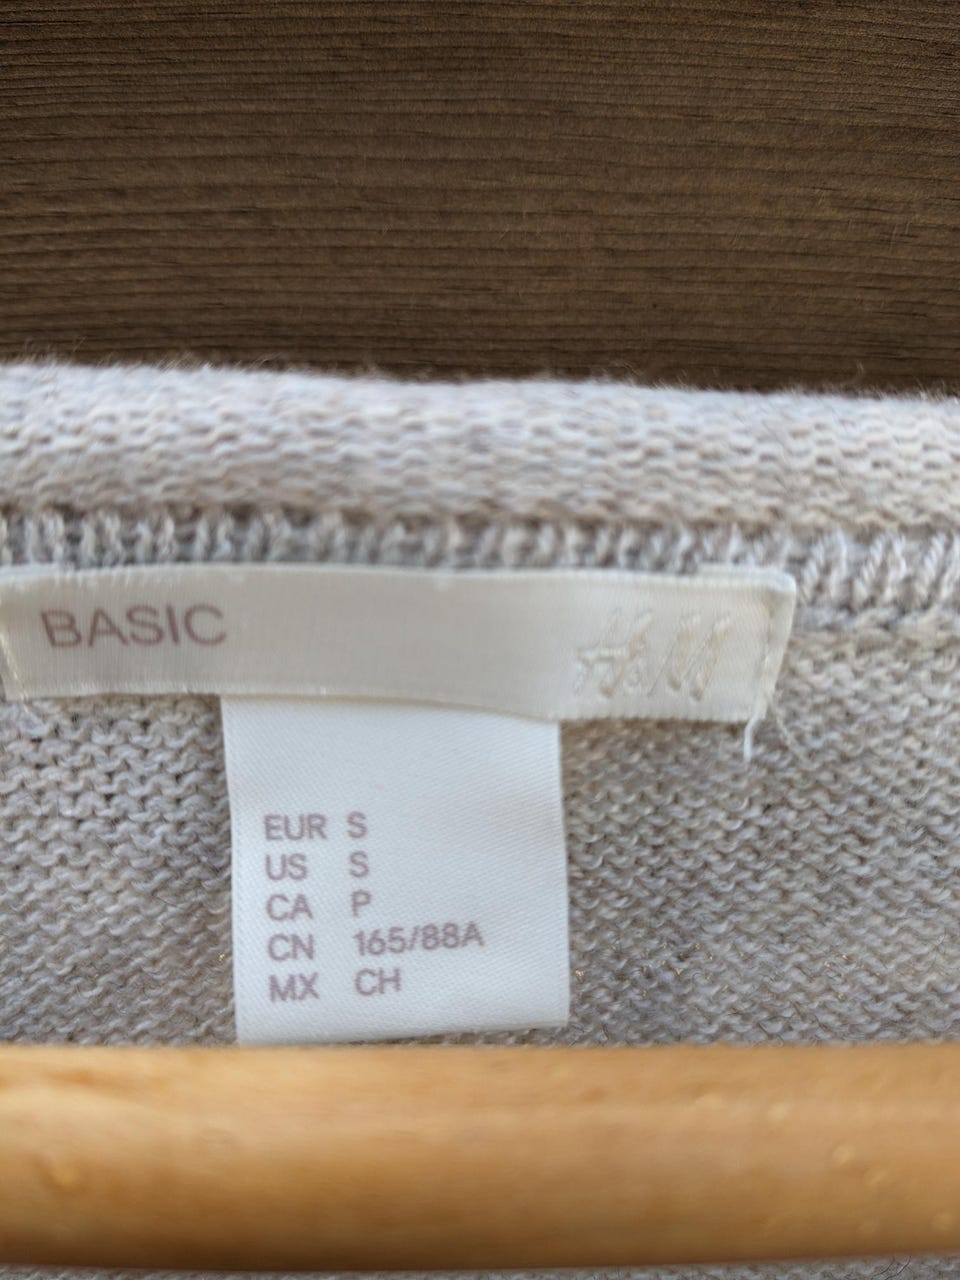 BASIC H&M
EUR S
US S
CA P
CN 165/88A
MX CH